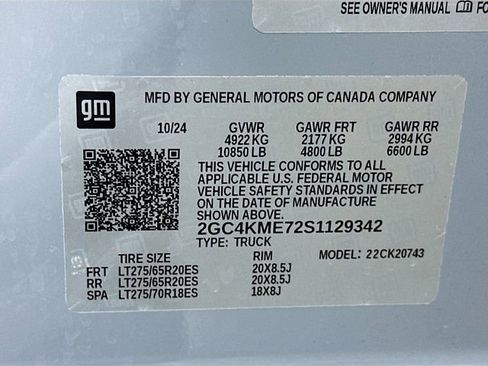 SEE OWNER'S MANUAL
gm
MFD BY GENERAL MOTORS OF CANADA COMPANY
10/24 GVWR GAWR FRT GAWR RR
4922 KG 2177 KG 2994 KG
10850 LB 4800 LB 6600 LB
THIS VEHICLE CONFORMS TO ALL
APPLICABLE U.S. FEDERAL MOTOR
VEHICLE SAFETY STANDARDS IN EFFECT
ON THE DATE OF MANUFACTURE
SHOWN ABOVE.
2GC4KME72S1129342
TYPE: TRUCK MODEL: 22CK20743
TIRE SIZE RIM
FRT LT275/65R20ES 20X8.5J
RR LT275/65R20ES 20X8.5J
SPA LT275/70R18ES 18X8J